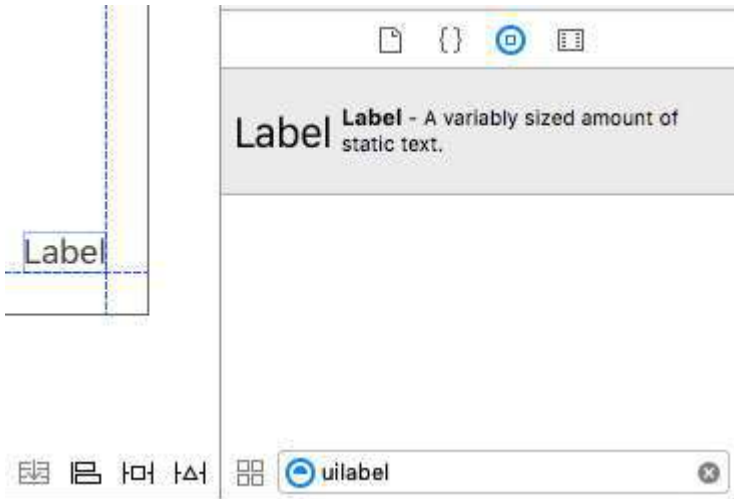 {}
Label
Label - A variably sized amount of
static text.
Label
uilabel